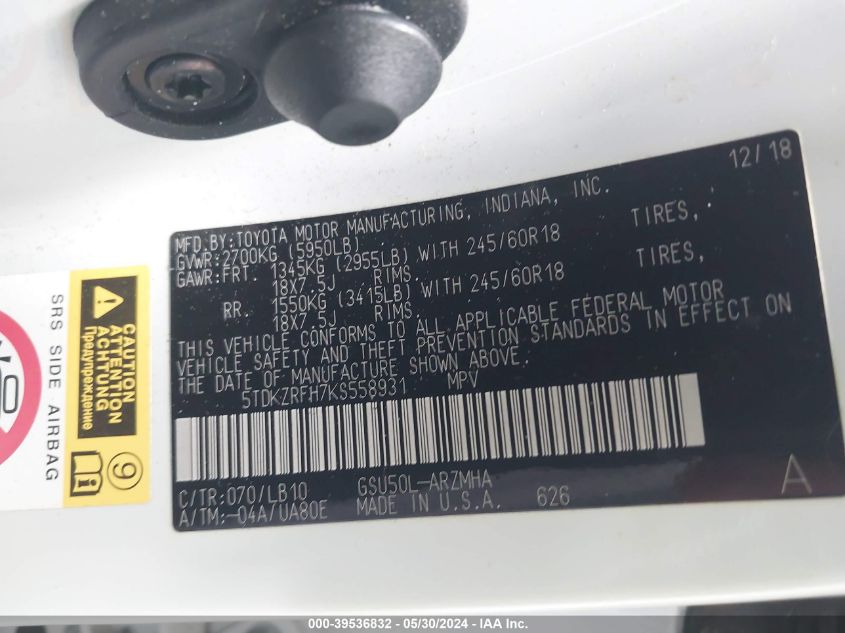 12/18
MFD.BY:TOYOTA MOTOR MANUFACTURING, INDIANA, INC.
GVWR:2700KG (5950LB)
GAWR:FRT. 1345KG (2955LB) WITH 245/60R18 TIRES,
18X7.5J RIMS.
RR. 1550KG (3415LB) WITH 245/60R18 TIRES,
18X7.5J RIMS.
THIS VEHICLE CONFORMS TO ALL APPLICABLE FEDERAL MOTOR
VEHICLE SAFETY AND THEFT PREVENTION STANDARDS IN EFFECT ON
THE DATE OF MANUFACTURE SHOWN ABOVE.
5TDKZRFH7KS558931 MPV
C/TR:070/LB10 GSU50L-ARZMHA A
A/TM:-04A/UA80E MADE IN U.S.A. 626
SRS SIDE AIRBAG
CAUTION
ATTENTION
Предупреждение
9
000-39536832 - 05/30/2024 - IAA Inc.